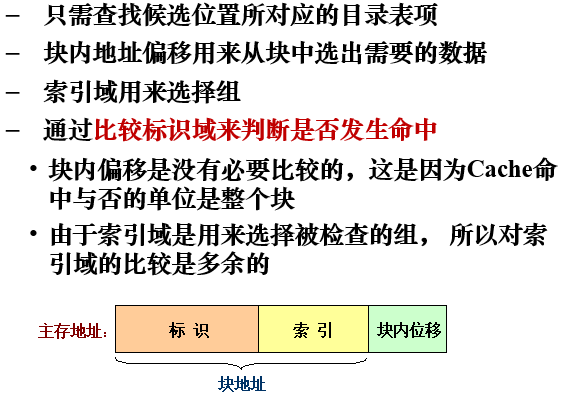 – 只需查找候选位置所对应的目录表项
– 块内地址偏移用来从块中选出需要的数据
– 索引域用来选择组
– 通过比较标识域来判断是否发生命中
• 块内偏移是没有必要比较的，这是因为Cache命
中与否的单位是整个块
• 由于索引域是用来选择被检查的组， 所以对索
引域的比较是多余的
主存地址： 标 识 索 引 块内位移
块地址